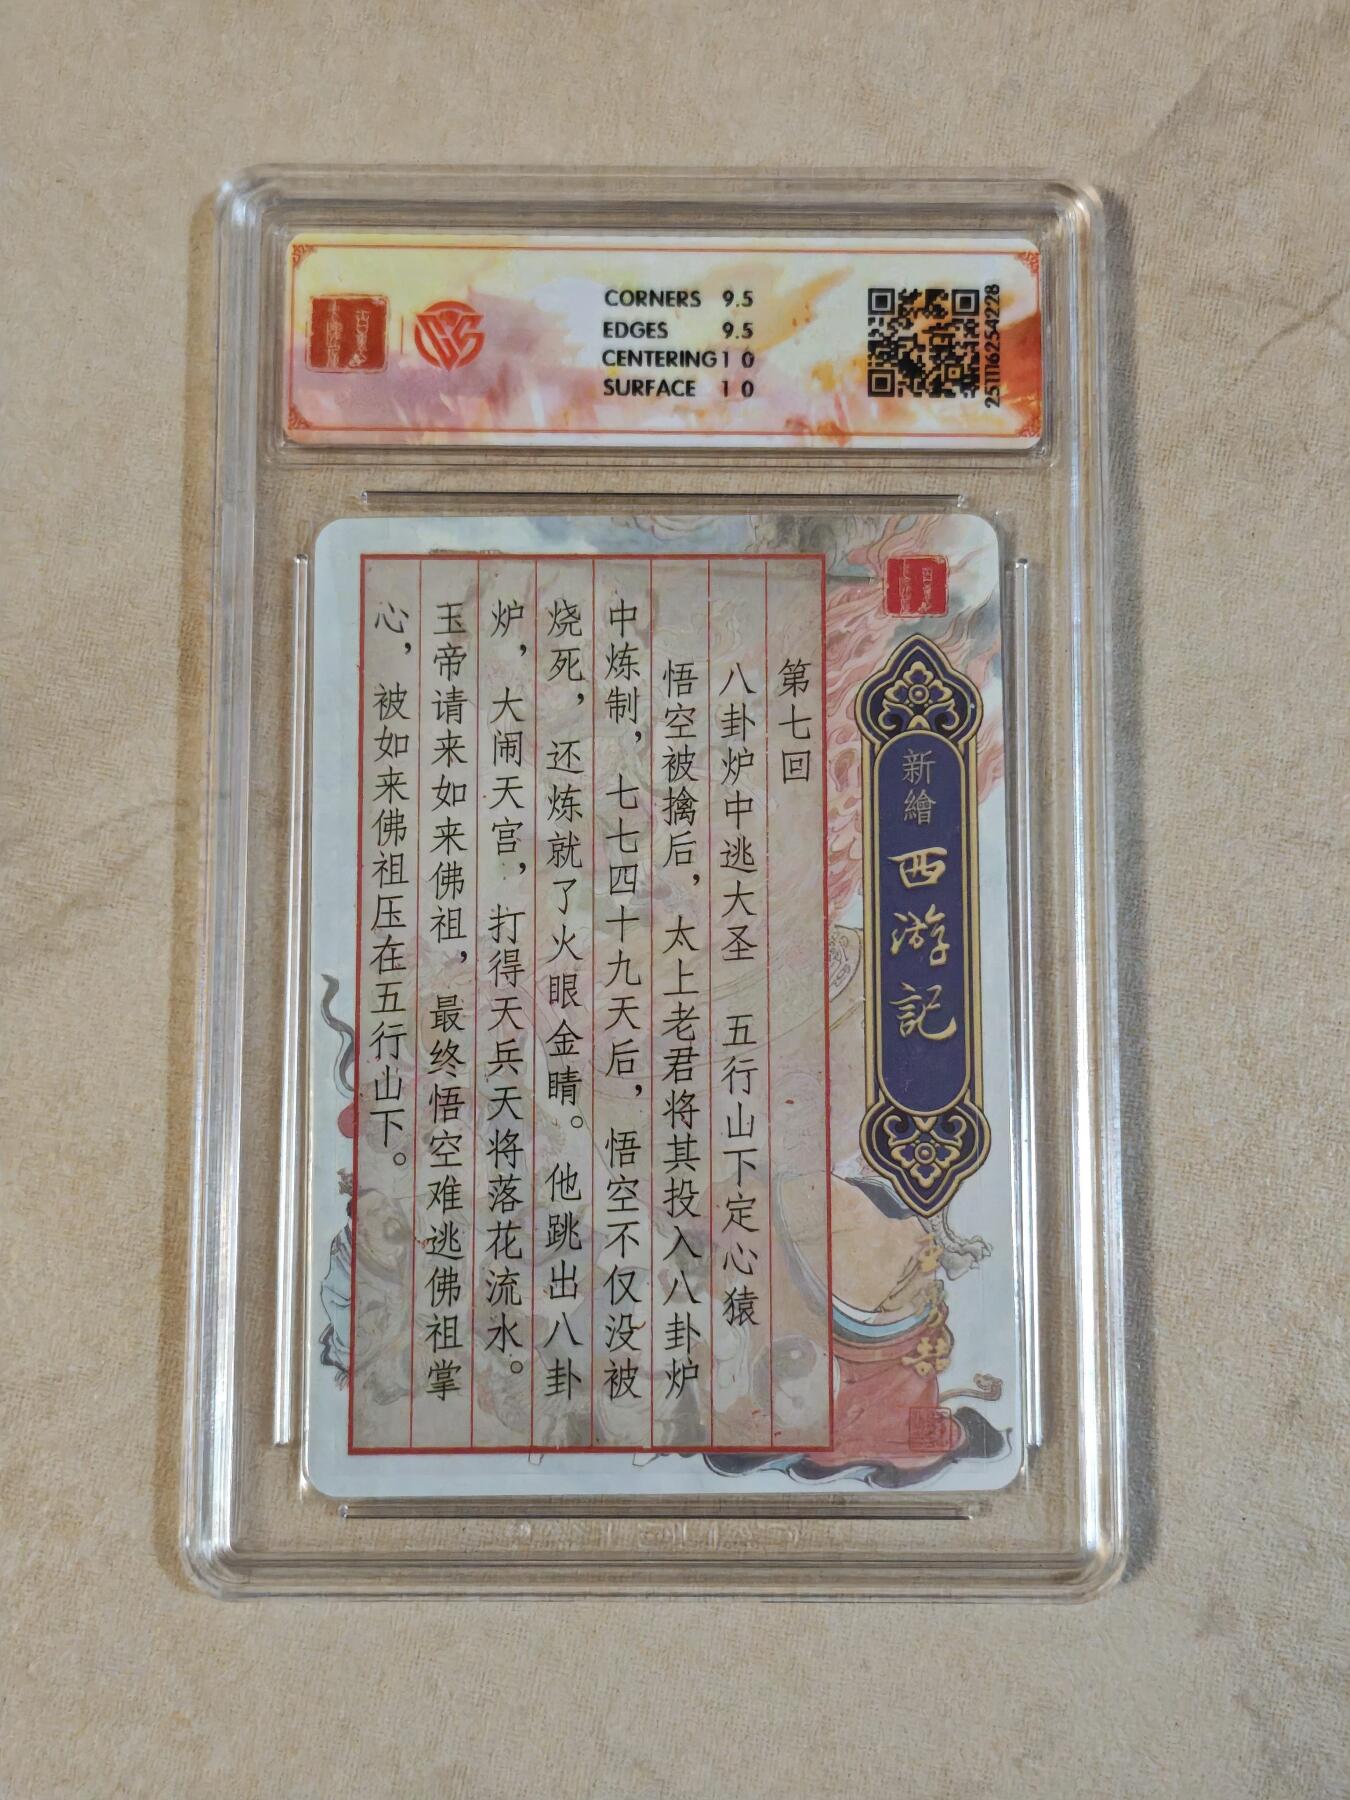 CORNERS 9.5
EDGES 9.5
CENTERING 10
SURFACE 10
25111116254228
新繪西游記
第七回
八卦炉中逃大圣 五行山下定心猿
悟空被擒后，太上老君将其投入八卦炉
中炼制，七七四十九天后，悟空不仅没被
烧死，还炼就了火眼金睛。他跳出八卦
炉，大闹天宫，打得天兵天将落花流水。
玉帝请来如来佛祖，最终悟空难逃佛祖掌
心，被如来佛祖压在五行山下。